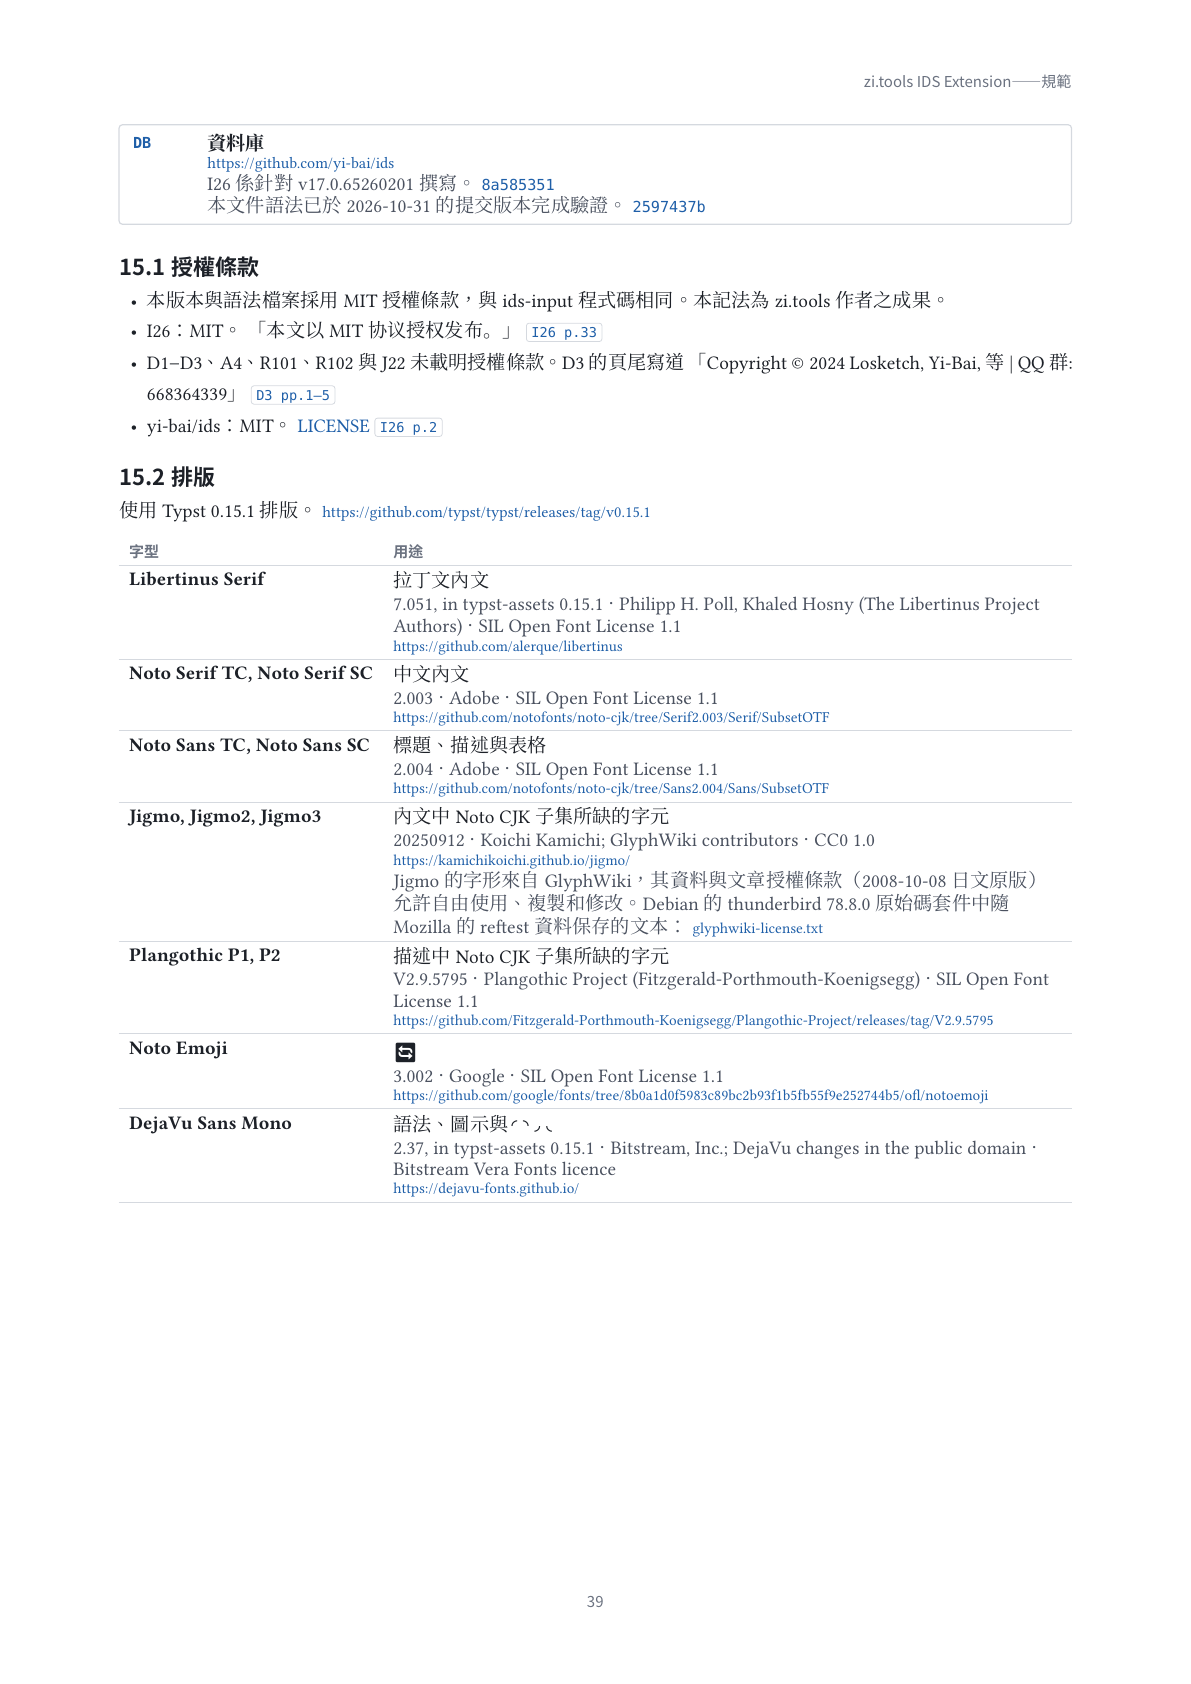 zi.tools IDS Extension——規範
DB 資料庫
https://github.com/yi-bai/ids
I26 係針對 v17.0.65260201 撰寫。 8a585351
本文件語法已於 2026-10-31 的提交版本完成驗證。 2597437b
15.1 授權條款
• 本版本與語法檔案採用 MIT 授權條款，與 ids-input 程式碼相同。本記法為 zi.tools 作者之成果。
• I26：MIT。 「本文以 MIT 协议授权发布。」 I26 p.33
• D1–D3、A4、R101、R102 與 J22 未載明授權條款。D3 的頁尾寫道 「Copyright © 2024 Losketch, Yi-Bai, 等 | QQ 群:
668364339」 D3 pp.1–5
• yi-bai/ids：MIT。 LICENSE I26 p.2
15.2 排版
使用 Typst 0.15.1 排版。 https://github.com/typst/typst/releases/tag/v0.15.1
字型 用途
Libertinus Serif 拉丁文內文
7.051, in typst-assets 0.15.1 · Philipp H. Poll, Khaled Hosny (The Libertinus Project
Authors) · SIL Open Font License 1.1
https://github.com/alerque/libertinus
Noto Serif TC, Noto Serif SC 中文內文
2.003 · Adobe · SIL Open Font License 1.1
https://github.com/notofonts/noto-cjk/tree/Serif2.003/Serif/SubsetOTF
Noto Sans TC, Noto Sans SC 標題、描述與表格
2.004 · Adobe · SIL Open Font License 1.1
https://github.com/notofonts/noto-cjk/tree/Sans2.004/Sans/SubsetOTF
Jigmo, Jigmo2, Jigmo3 內文中 Noto CJK 子集所缺的字元
20250912 · Koichi Kamichi; GlyphWiki contributors · CC0 1.0
https://kamichikoichi.github.io/jigmo/
Jigmo 的字形來自 GlyphWiki，其資料與文章授權條款（2008-10-08 日文原版）
允許自由使用、複製和修改。Debian 的 thunderbird 78.8.0 原始碼套件中隨
Mozilla 的 reftest 資料保存的文本： glyphwiki-license.txt
Plangothic P1, P2 描述中 Noto CJK 子集所缺的字元
V2.9.5795 · Plangothic Project (Fitzgerald-Porthmouth-Koenigsegg) · SIL Open Font
License 1.1
https://github.com/Fitzgerald-Porthmouth-Koenigsegg/Plangothic-Project/releases/tag/V2.9.5795
Noto Emoji
3.002 · Google · SIL Open Font License 1.1
https://github.com/google/fonts/tree/8b0a1d0f5983c89bc2b93f1b5fb55f9e252744b5/ofl/notoemoji
DejaVu Sans Mono 語法、圖示與◜◝◞◟
2.37, in typst-assets 0.15.1 · Bitstream, Inc.; DejaVu changes in the public domain ·
Bitstream Vera Fonts licence
https://dejavu-fonts.github.io/
39